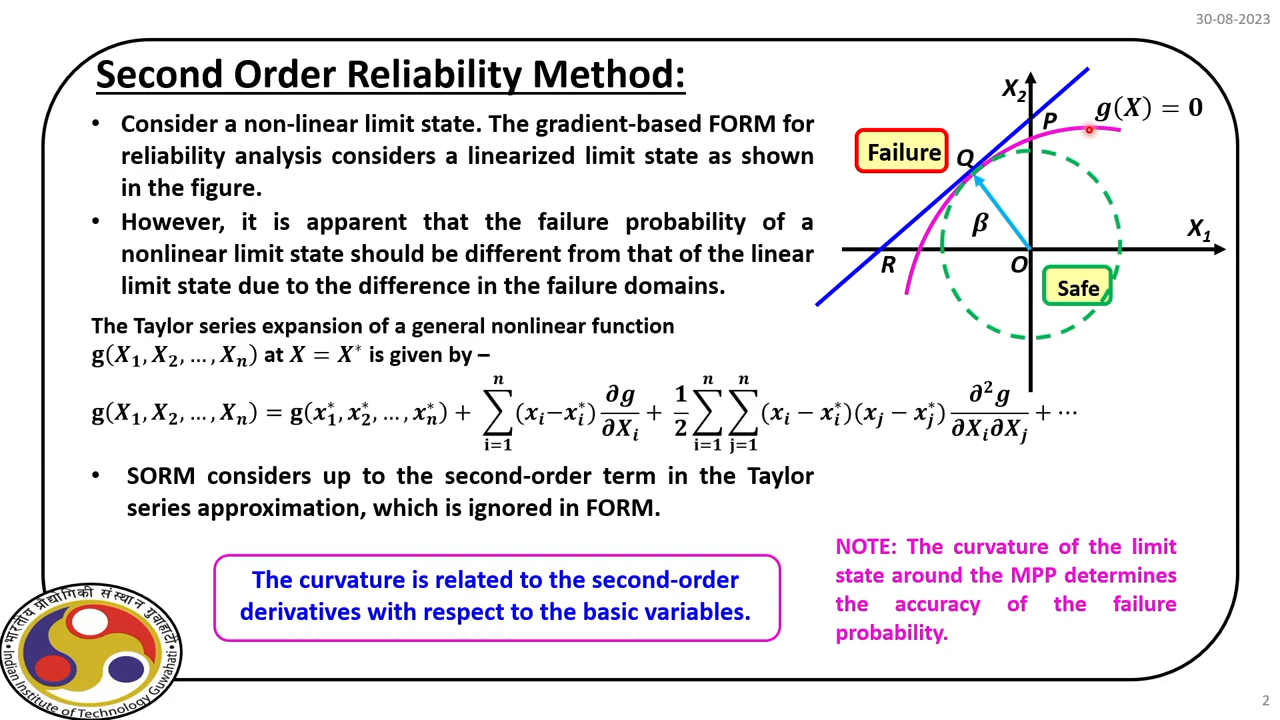 30-08-2023
Second Order Reliability Method:
• Consider a non-linear limit state. The gradient-based FORM for
reliability analysis considers a linearized limit state as shown
in the figure.
• However, it is apparent that the failure probability of a
nonlinear limit state should be different from that of the linear
limit state due to the difference in the failure domains.
The Taylor series expansion of a general nonlinear function
g(X₁, X₂, …, Xₙ) at X = X* is given by –
g(X₁, X₂, …, Xₙ) = g(x₁*, x₂*, …, xₙ*) + ∑ᵢ₌₁ⁿ (xᵢ−xᵢ*) ∂g/∂Xᵢ + 1/2 ∑ᵢ₌₁ⁿ ∑ⱼ₌₁ⁿ (xᵢ − xᵢ*)(xⱼ − xⱼ*) ∂²g/∂Xᵢ∂Xⱼ + ⋯
• SORM considers up to the second-order term in the Taylor
series approximation, which is ignored in FORM.
The curvature is related to the second-order
derivatives with respect to the basic variables.
X₂
P
g(X) = 0
Failure
Q
β
X₁
R
O
Safe
NOTE: The curvature of the limit
state around the MPP determines
the accuracy of the failure
probability.
भारतीय प्रौद्योगिकी संस्थान गुवाहाटी
Indian Institute of Technology Guwahati
2